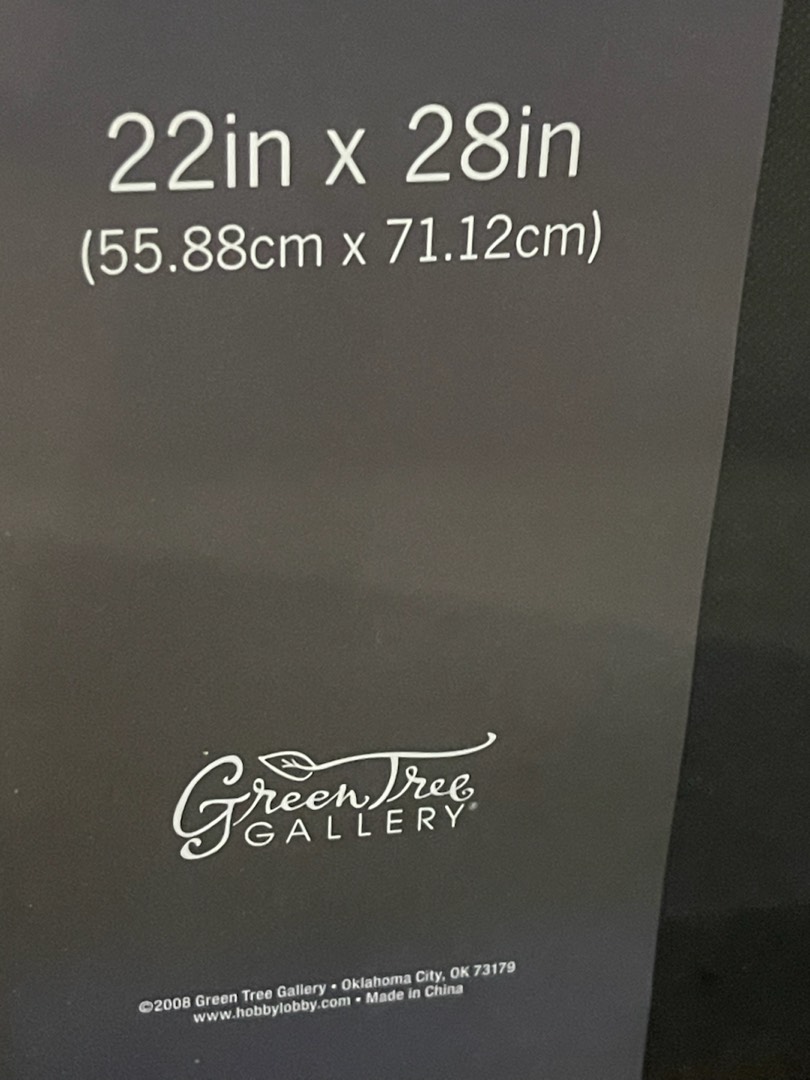 22in x 28in
(55.88cm x 71.12cm)
Green Tree
GALLERY®
©2008 Green Tree Gallery • Oklahoma City, OK 73179
www.hobbylobby.com • Made in China